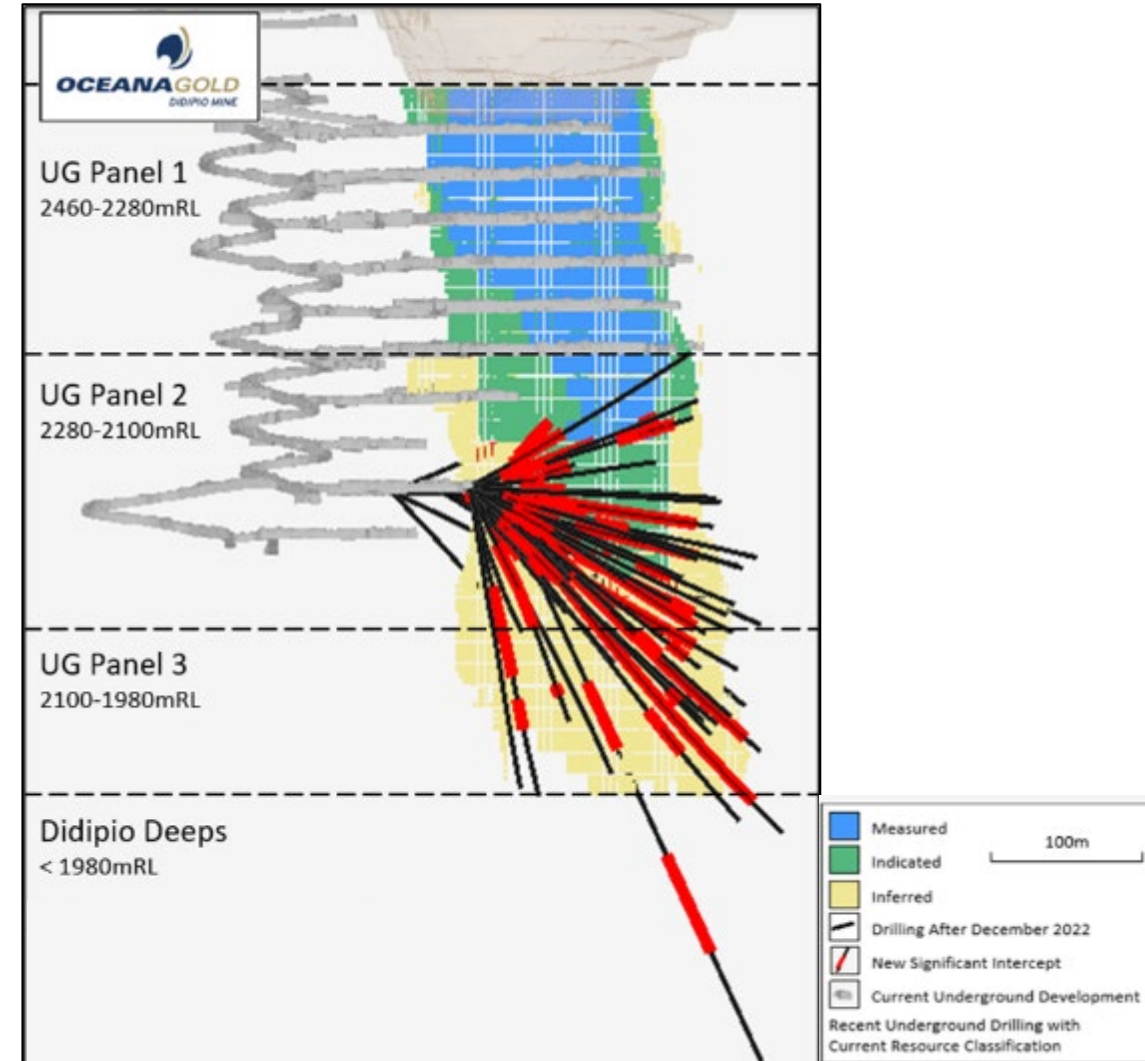 OCEANAGOLD
DIDIPIO MINE
UG Panel 1
2460-2280mRL
UG Panel 2
2280-2100mRL
UG Panel 3
2100-1980mRL
Didipio Deeps
< 1980mRL
Measured
100m
Indicated
Inferred
Drilling After December 2022
New Significant Intercept
Current Underground Development
Recent Underground Drilling with
Current Resource Classification